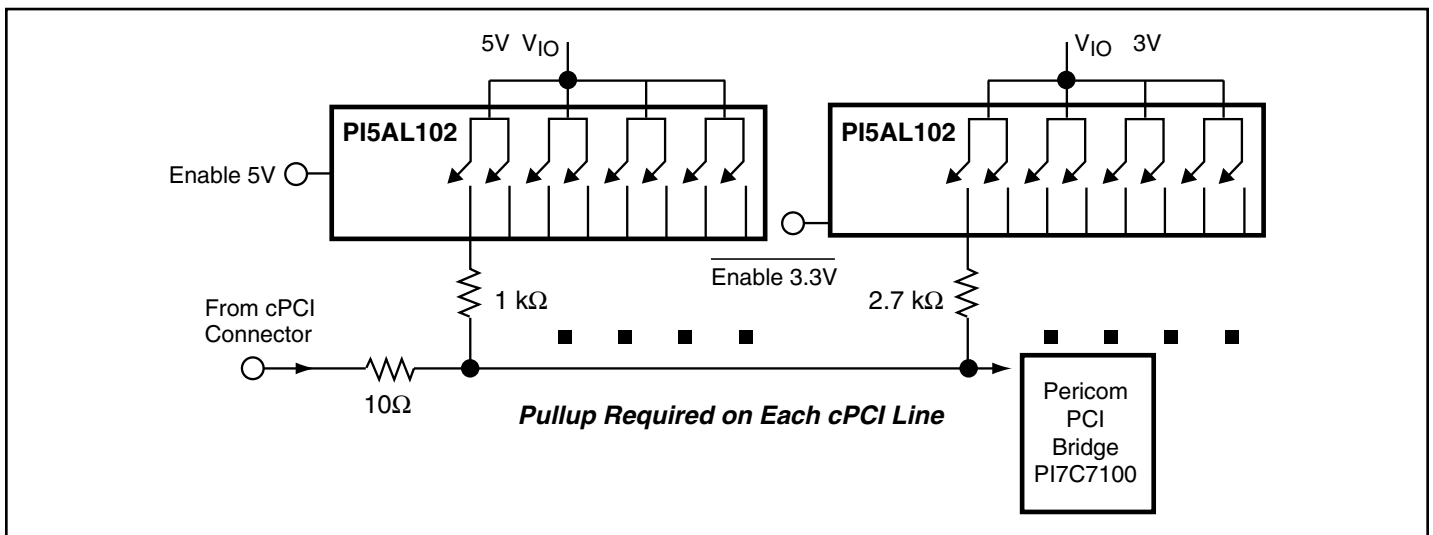 5V V_IO
V_IO 3V
PI5AL102
PI5AL102
Enable 5V
Enable 3.3V
1 kΩ
2.7 kΩ
From cPCI
Connector
10Ω
Pullup Required on Each cPCI Line
Pericom
PCI
Bridge
PI7C7100